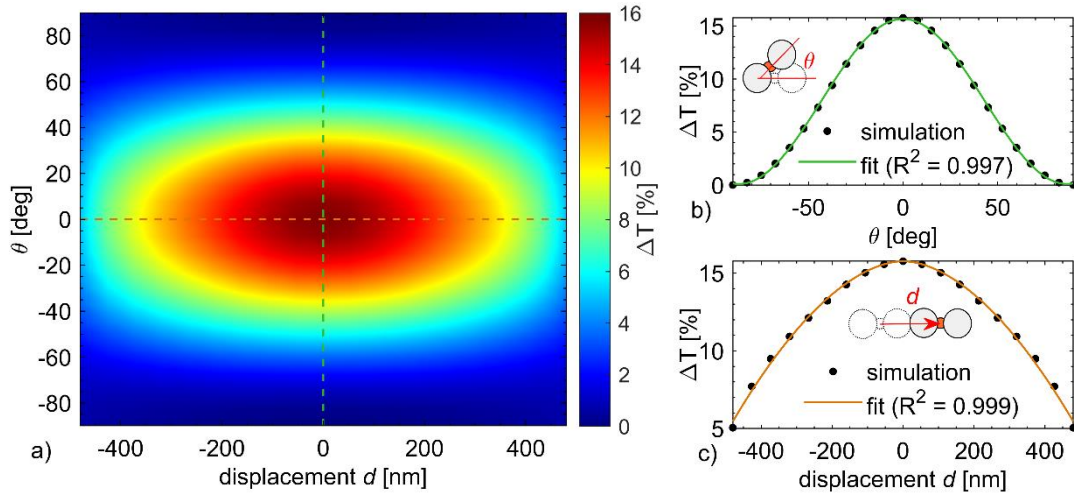 80
60
40
20
0
-20
-40
-60
-80
θ [deg]
-400 -200 0 200 400
displacement d [nm]
a)
16
14
12
10
8
6
4
2
0
ΔT [%]
15
10
5
0
ΔT [%]
θ
simulation
fit (R² = 0.997)
b)
-50 0 50
θ [deg]
15
10
5
ΔT [%]
d
simulation
fit (R² = 0.999)
c)
-400 -200 0 200 400
displacement d [nm]